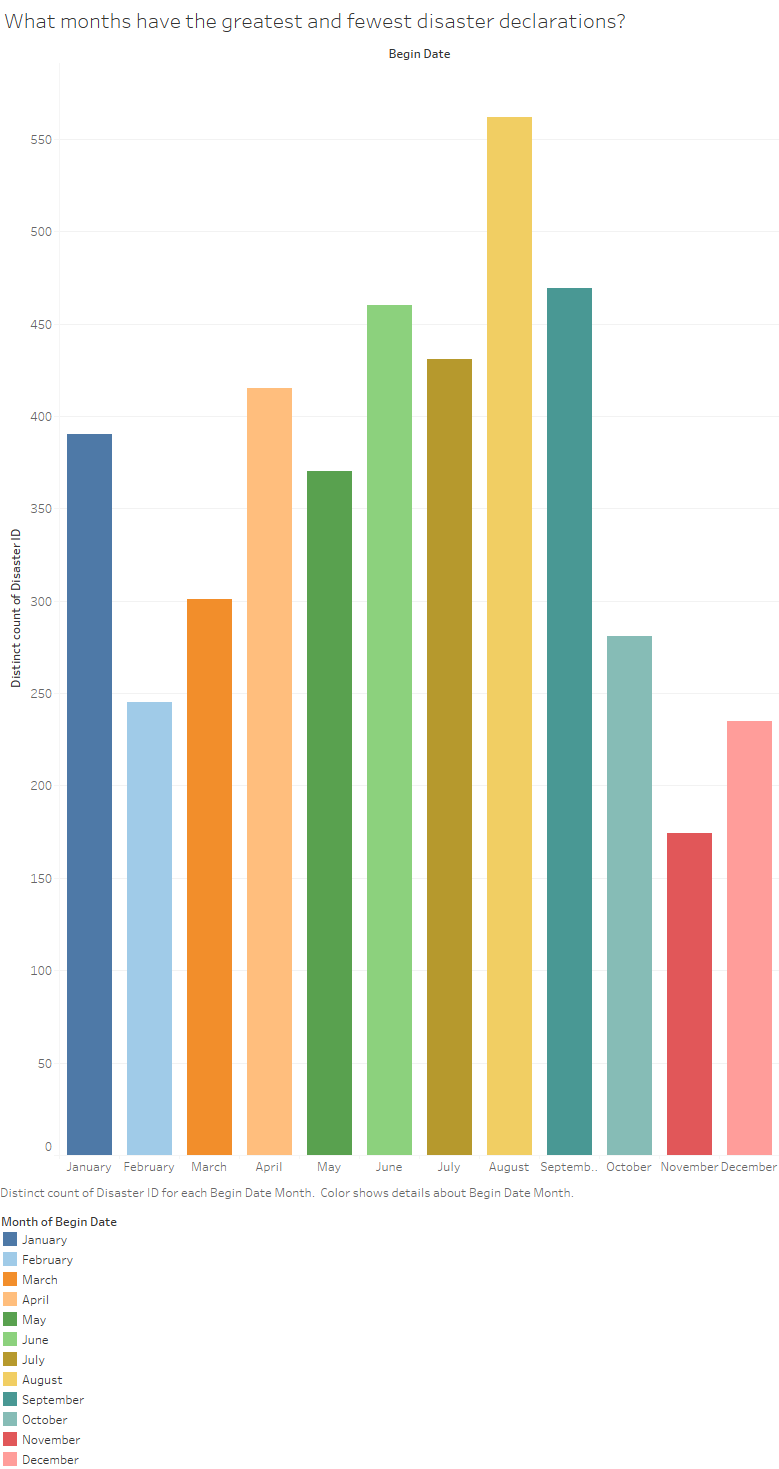 What months have the greatest and fewest disaster declarations?
Begin Date
550
500
450
400
350
300
250
200
150
100
50
0
Distinct count of Disaster ID
January February March April May June July August Septemb.. October November December
Distinct count of Disaster ID for each Begin Date Month. Color shows details about Begin Date Month.
Month of Begin Date
January
February
March
April
May
June
July
August
September
October
November
December